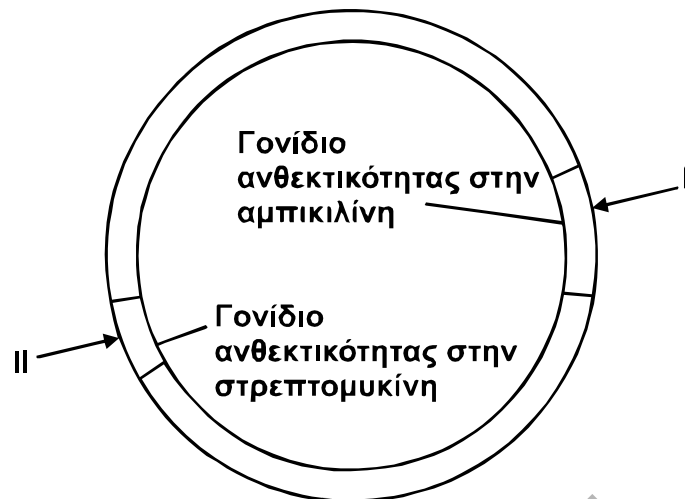 Γονίδιο
ανθεκτικότητας στην
αμπικιλίνη
I
Γονίδιο
ανθεκτικότητας στην
στρεπτομυκίνη
II